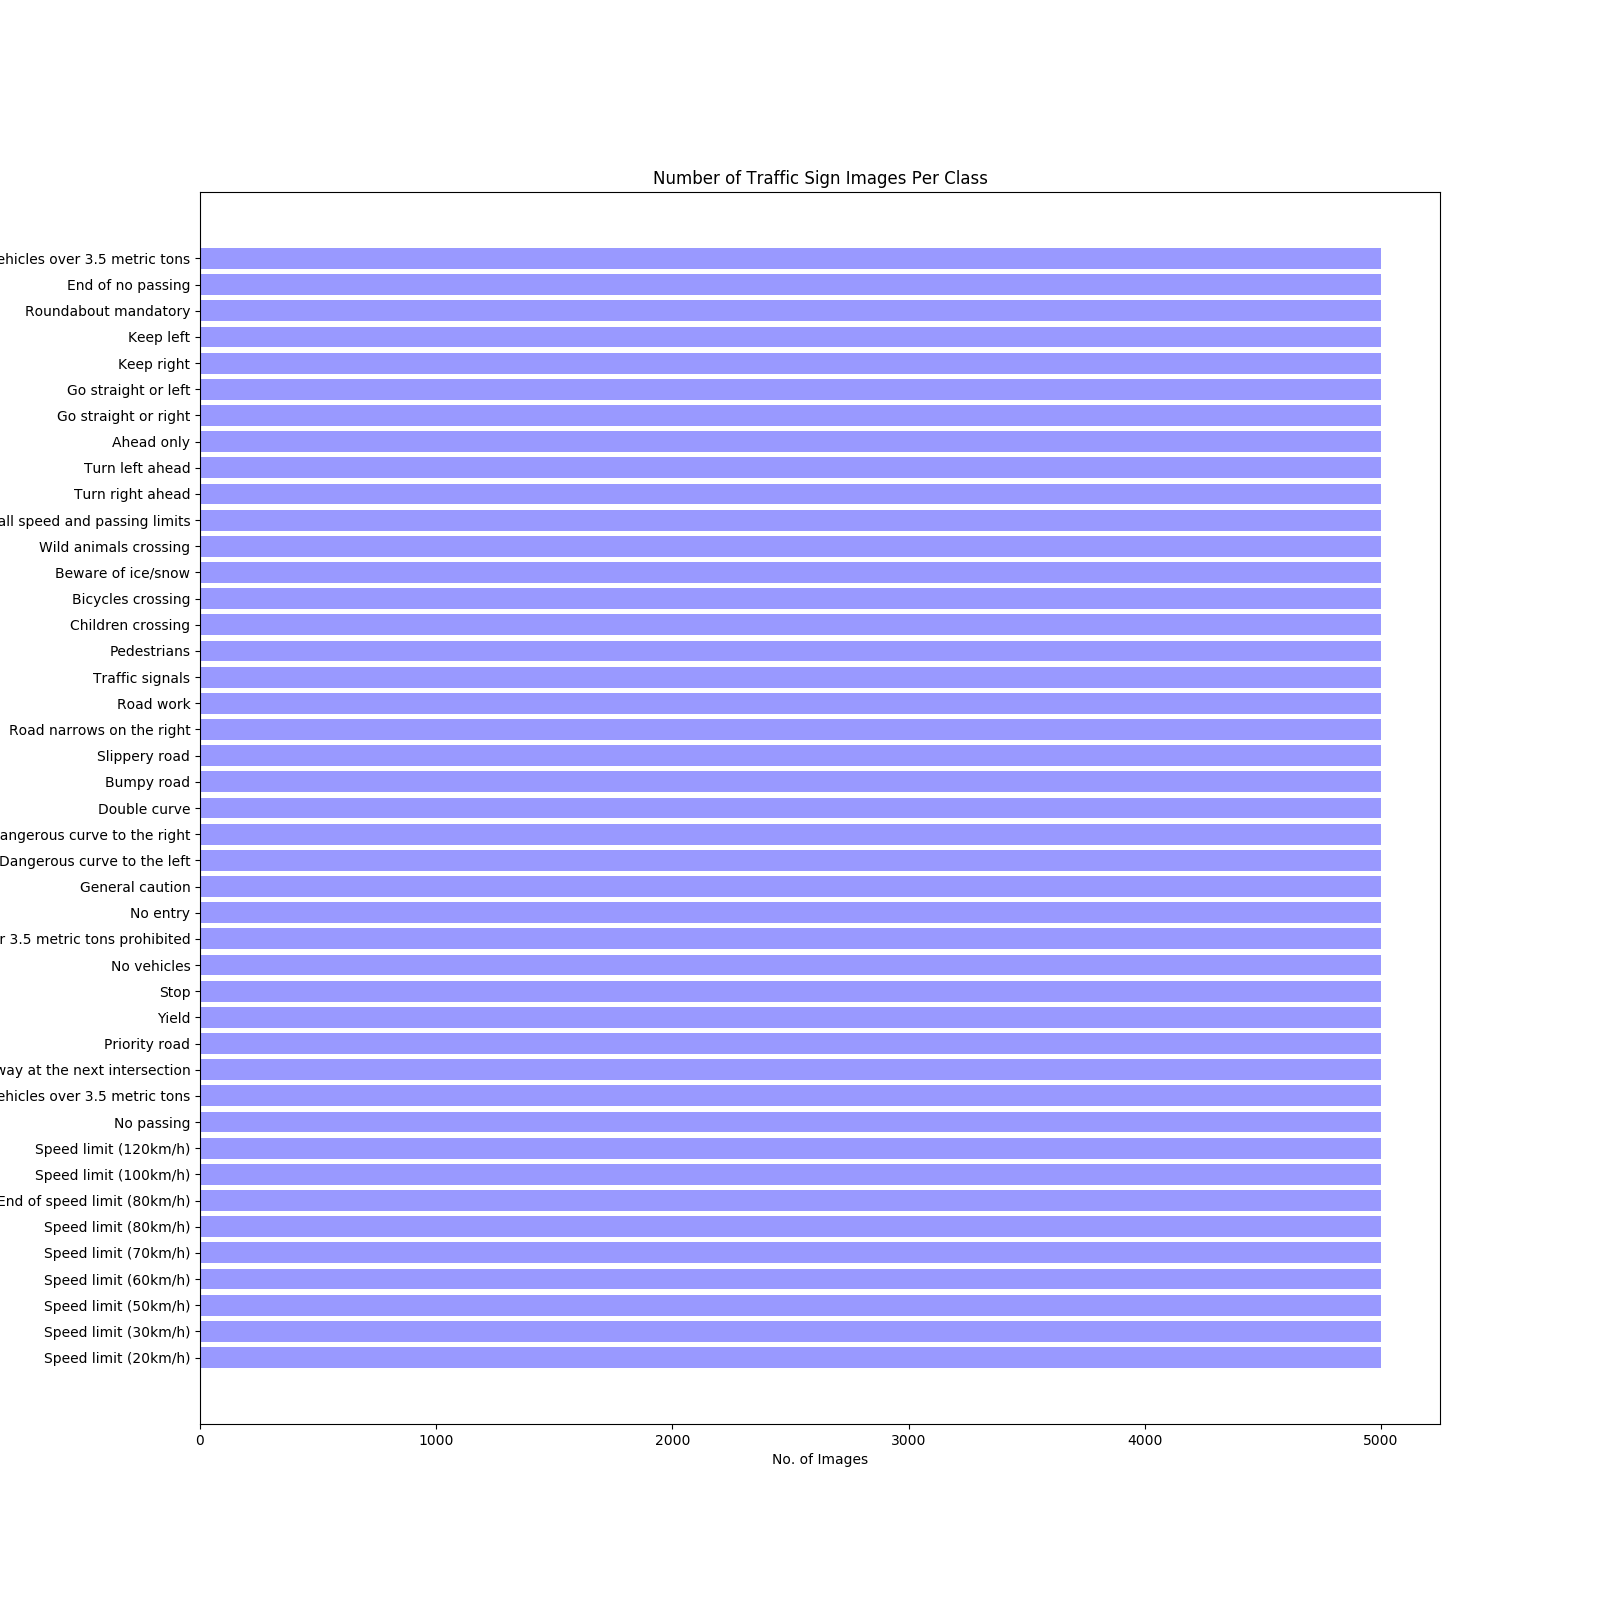 Number of Traffic Sign Images Per Class
vehicles over 3.5 metric tons
End of no passing
Roundabout mandatory
Keep left
Keep right
Go straight or left
Go straight or right
Ahead only
Turn left ahead
Turn right ahead
all speed and passing limits
Wild animals crossing
Beware of ice/snow
Bicycles crossing
Children crossing
Pedestrians
Traffic signals
Road work
Road narrows on the right
Slippery road
Bumpy road
Double curve
angerous curve to the right
Dangerous curve to the left
General caution
No entry
r 3.5 metric tons prohibited
No vehicles
Stop
Yield
Priority road
way at the next intersection
ehicles over 3.5 metric tons
No passing
Speed limit (120km/h)
Speed limit (100km/h)
End of speed limit (80km/h)
Speed limit (80km/h)
Speed limit (70km/h)
Speed limit (60km/h)
Speed limit (50km/h)
Speed limit (30km/h)
Speed limit (20km/h)
0 1000 2000 3000 4000 5000
No. of Images